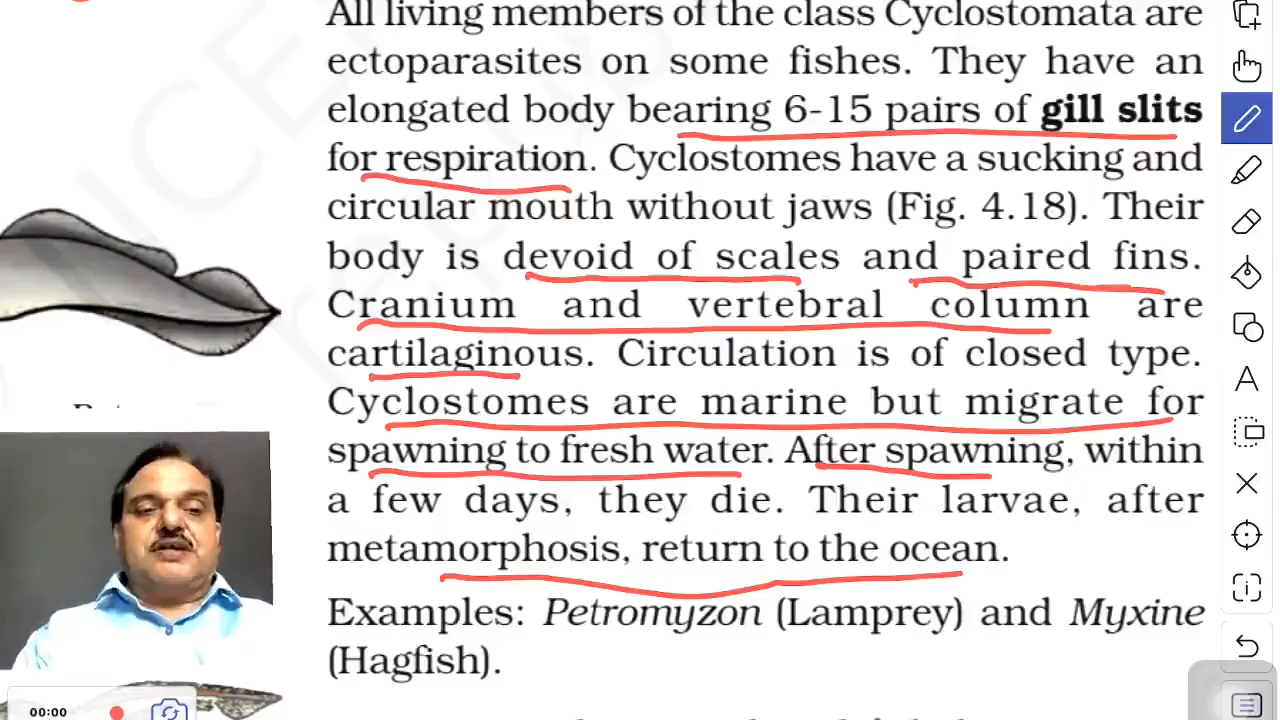 All living members of the class Cyclostomata are
ectoparasites on some fishes. They have an
elongated body bearing 6-15 pairs of gill slits
for respiration. Cyclostomes have a sucking and
circular mouth without jaws (Fig. 4.18). Their
body is devoid of scales and paired fins.
Cranium and vertebral column are
cartilaginous. Circulation is of closed type.
Cyclostomes are marine but migrate for
spawning to fresh water. After spawning, within
a few days, they die. Their larvae, after
metamorphosis, return to the ocean.
Examples: Petromyzon (Lamprey) and Myxine
(Hagfish).
00:00